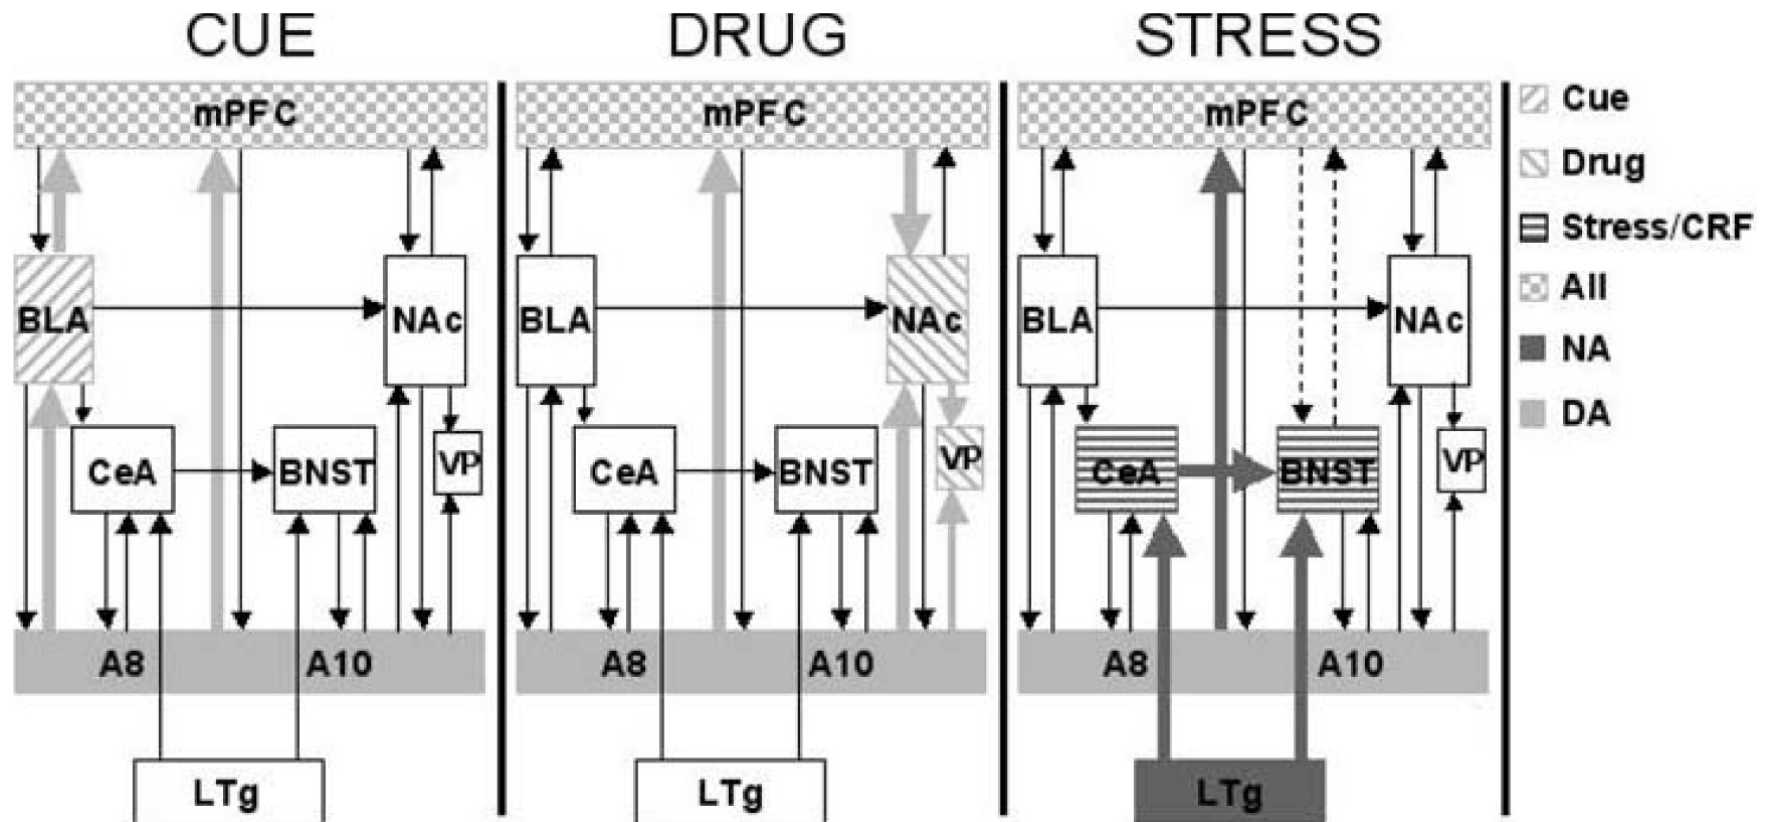 CUE
mPFC
BLA
NAc
CeA
BNST
VP
A8
A10
LTg
DRUG
mPFC
BLA
NAc
CeA
BNST
VP
A8
A10
LTg
STRESS
mPFC
BLA
NAc
CeA
BNST
VP
A8
A10
LTg
Cue
Drug
Stress/CRF
All
NA
DA